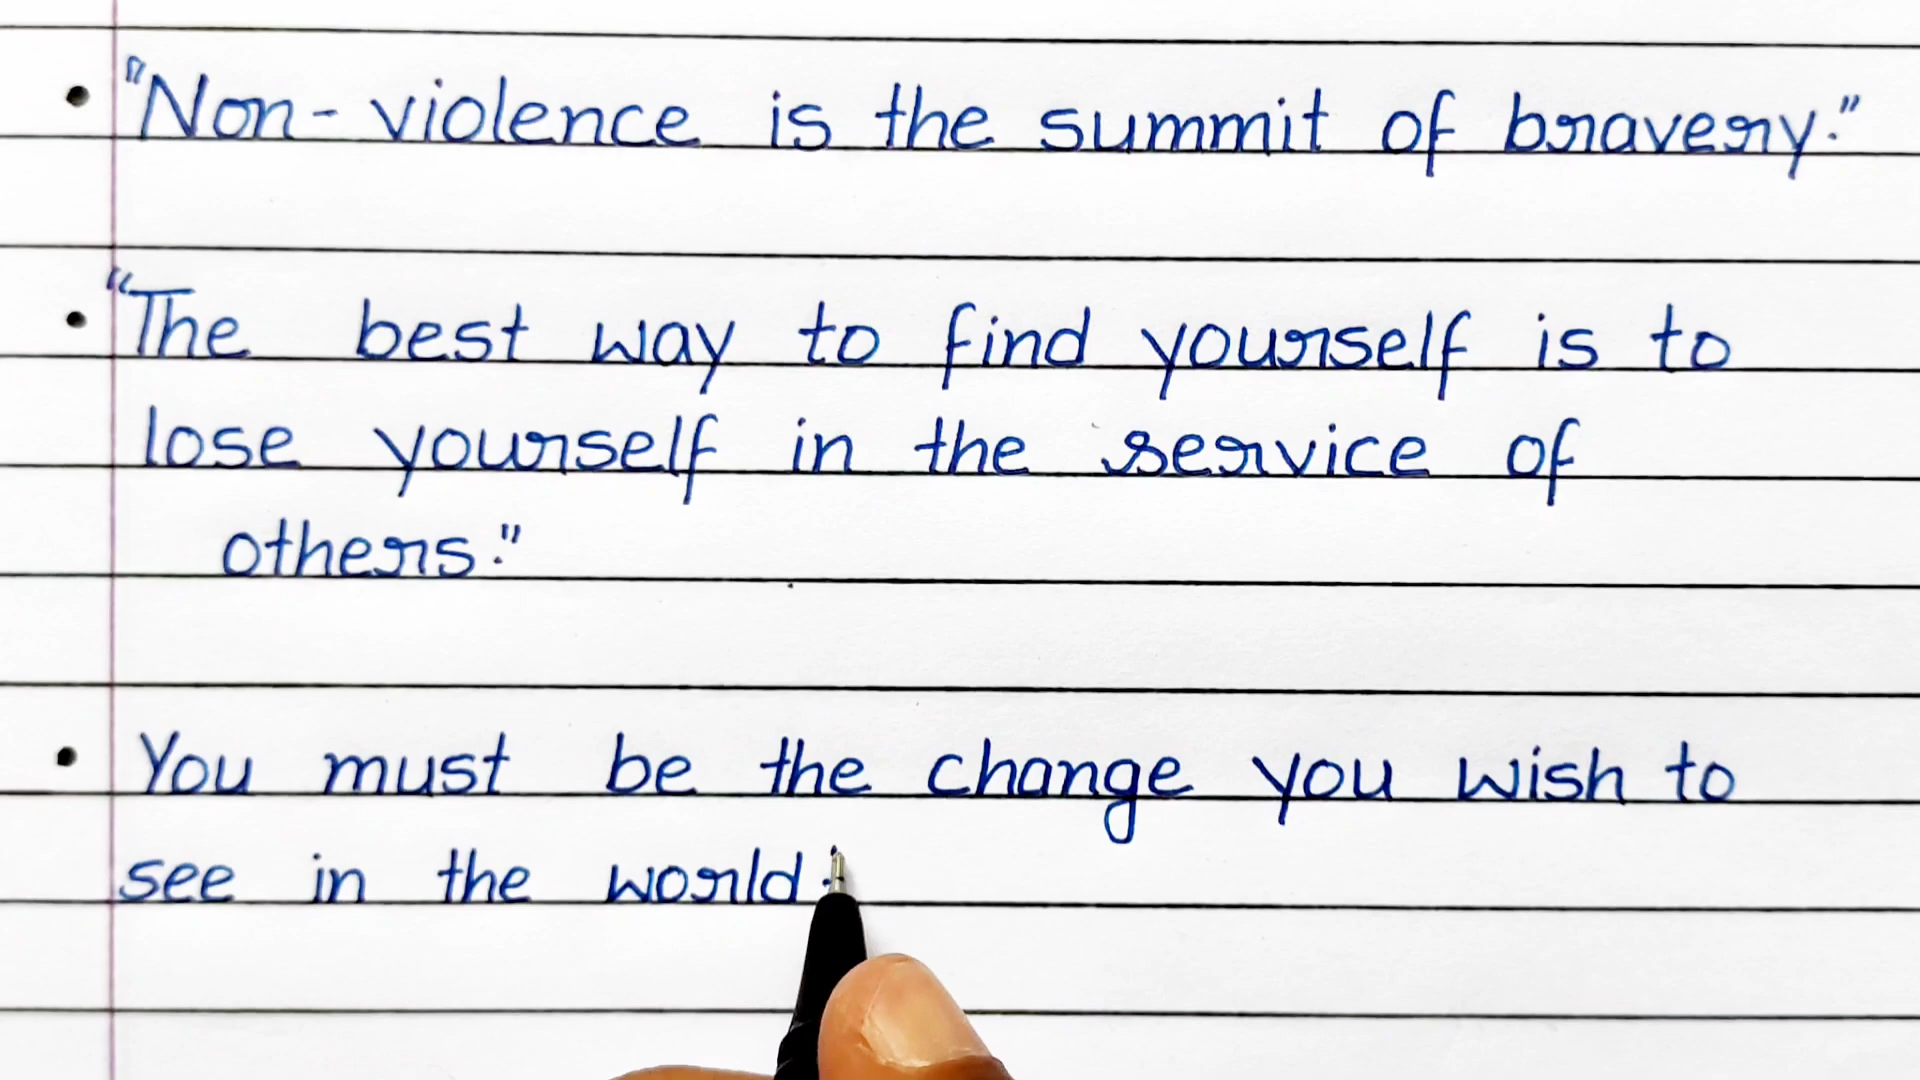 • "Non-violence is the summit of bravery."
• "The best way to find yourself is to
lose yourself in the service of
others."
• You must be the change you wish to
see in the world.